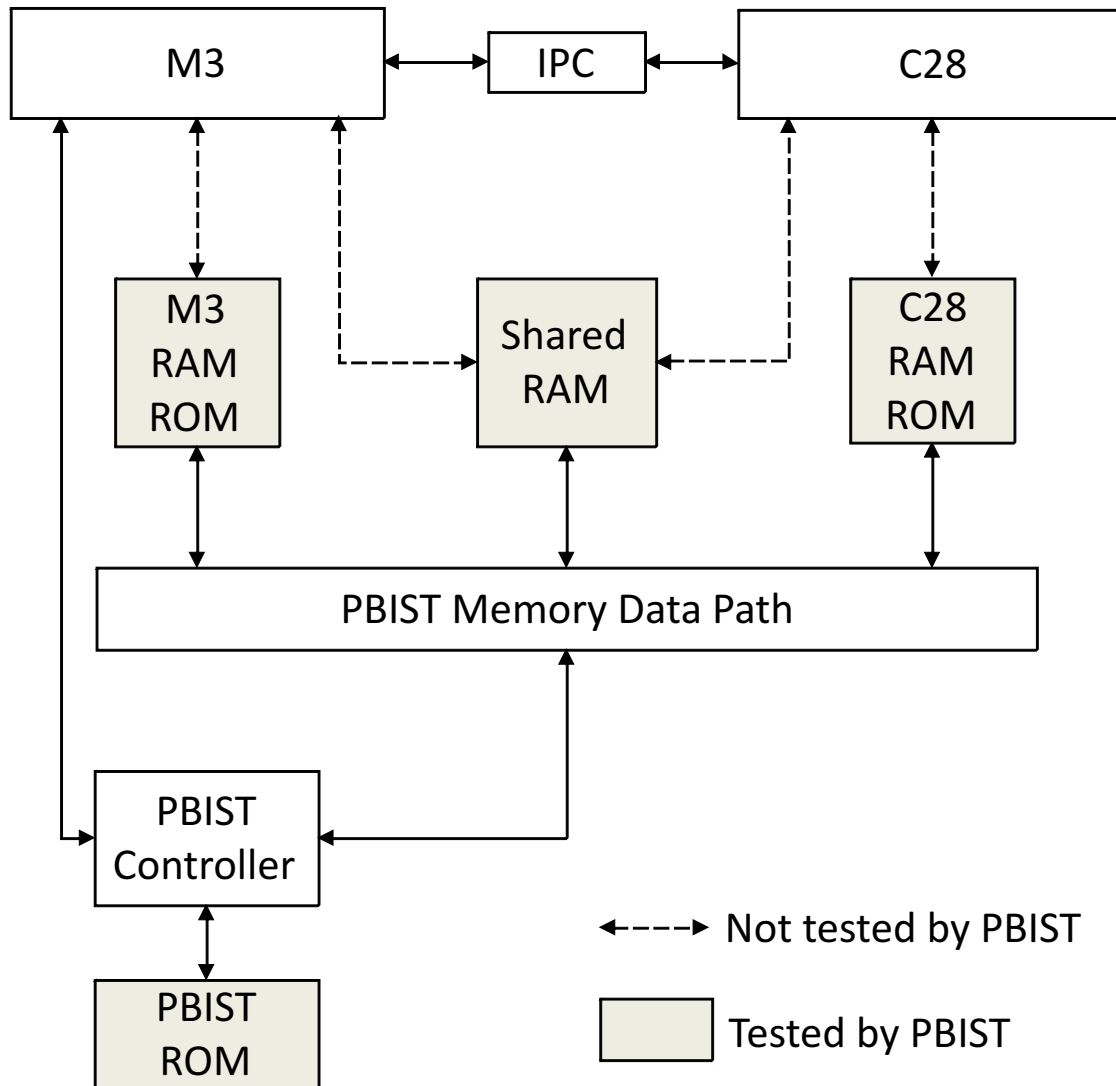 M3
IPC
C28
M3
RAM
ROM
Shared
RAM
C28
RAM
ROM
PBIST Memory Data Path
PBIST
Controller
Not tested by PBIST
PBIST
ROM
Tested by PBIST